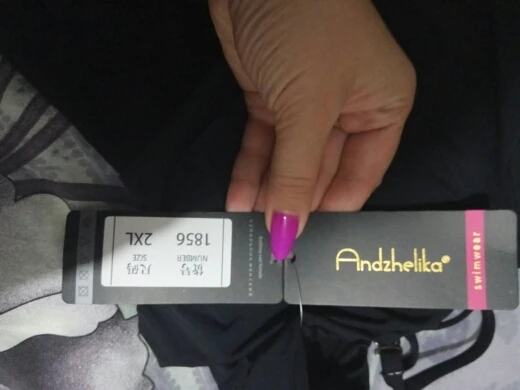 Andzhelika
swimwear
货号
NUMBER
1856
尺码
SIZE
2XL